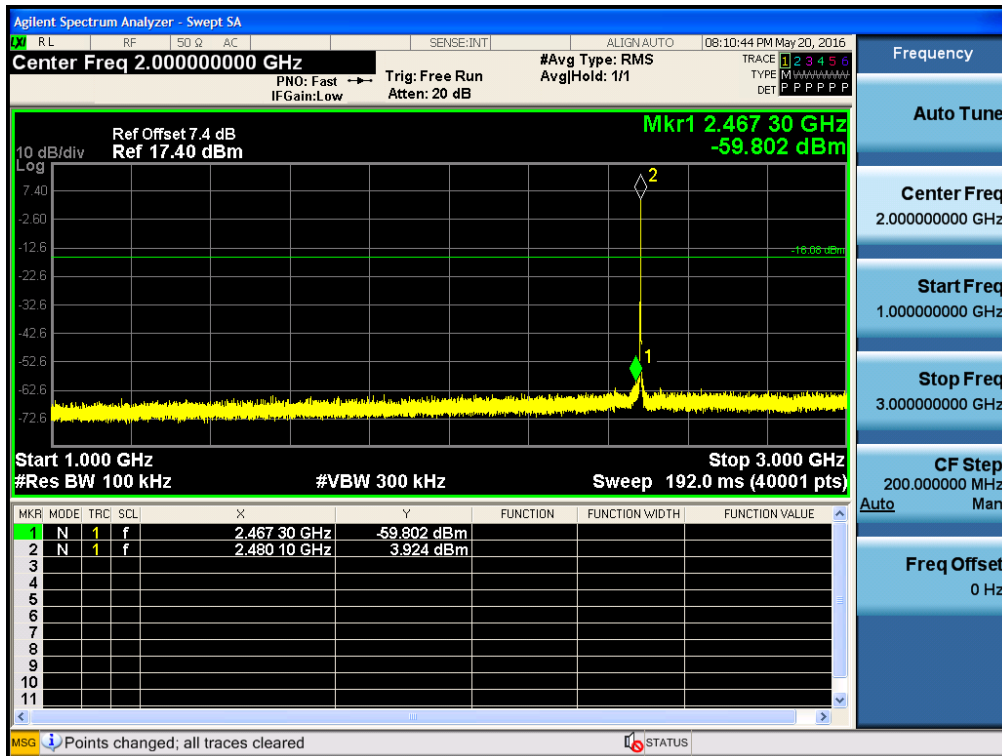 Agilent Spectrum Analyzer - Swept SA
LXI RL RF 50 Ω AC SENSE:INT ALIGN AUTO 08:10:44 PM May 20, 2016
Center Freq 2.000000000 GHz
PNO: Fast
IFGain:Low
Trig: Free Run
Atten: 20 dB
#Avg Type: RMS
Avg|Hold: 1/1
TRACE 1 2 3 4 5 6
TYPE M W W W W W
DET P P P P P P
Mkr1 2.467 30 GHz
-59.802 dBm
Ref Offset 7.4 dB
10 dB/div Ref 17.40 dBm
Log
7.40
-2.60
-12.6
-22.6
-32.6
-42.6
-52.6
-62.6
-72.6
2
-16.08 dBm
1
Start 1.000 GHz Stop 3.000 GHz
#Res BW 100 kHz #VBW 300 kHz Sweep 192.0 ms (40001 pts)
MKR MODE TRC SCL X Y FUNCTION FUNCTION WIDTH FUNCTION VALUE
1 N 1 f 2.467 30 GHz -59.802 dBm
2 N 1 f 2.480 10 GHz 3.924 dBm
3
4
5
6
7
8
9
10
11
MSG Points changed; all traces cleared STATUS
Frequency
Auto Tune
Center Freq
2.000000000 GHz
Start Freq
1.000000000 GHz
Stop Freq
3.000000000 GHz
CF Step
200.000000 MHz
Auto Man
Freq Offset
0 Hz